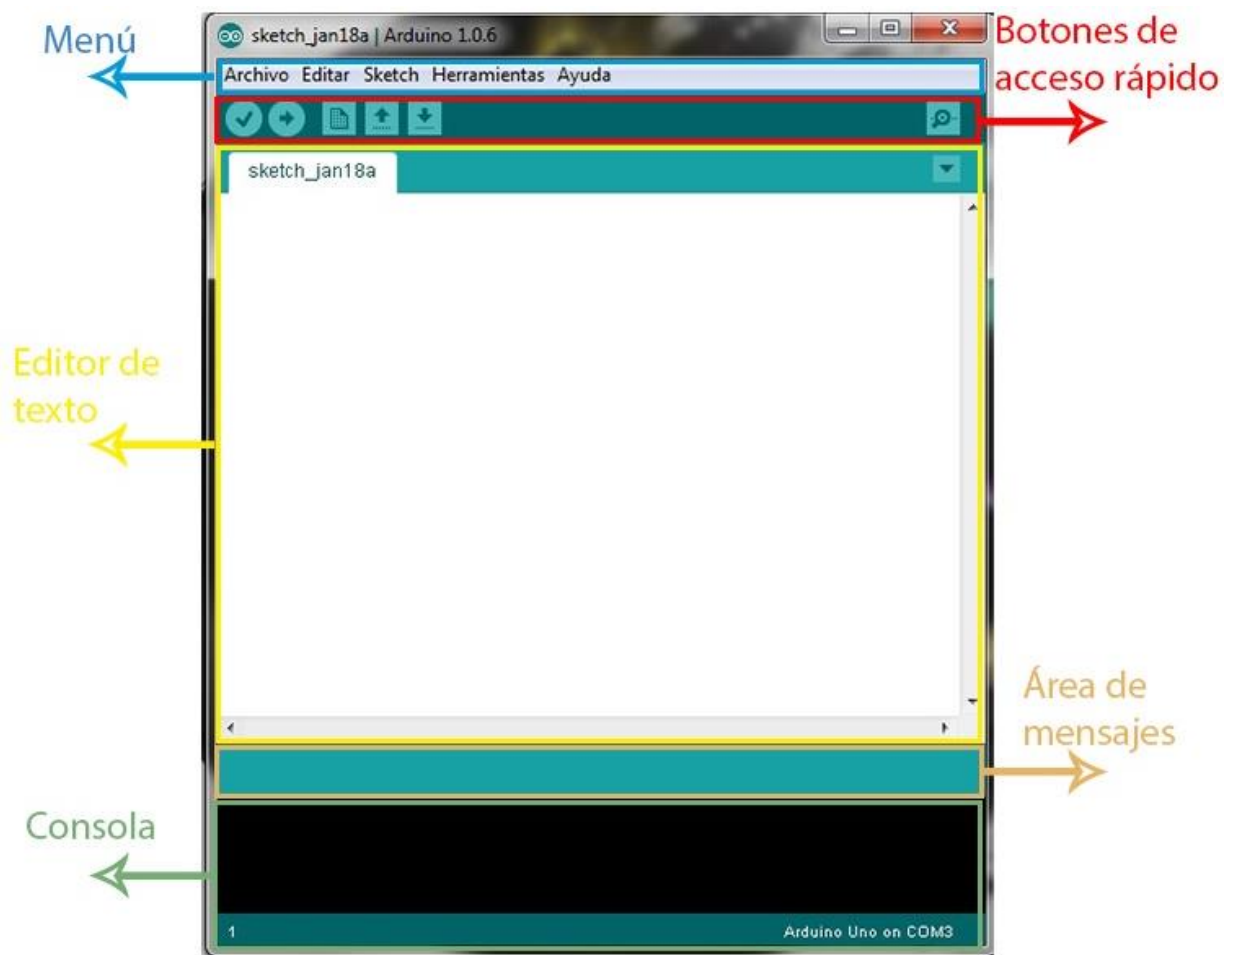 Menú
sketch_jan18a | Arduino 1.0.6
Botones de
acceso rápido
Archivo Editar Sketch Herramientas Ayuda
sketch_jan18a
Editor de
texto
Área de
mensajes
Consola
1
Arduino Uno on COM3